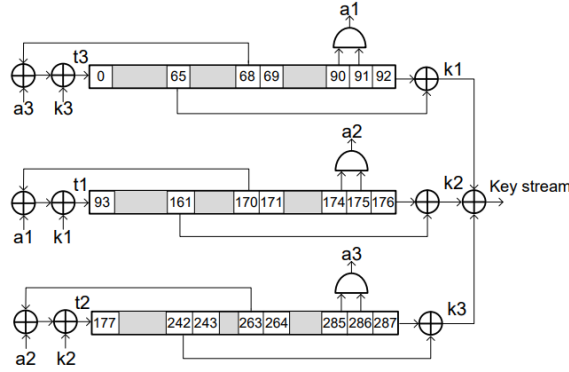 a1
t3
0 65 68 69 90 91 92
k1
a3 k3
a2
t1
93 161 170 171 174 175 176
k2
Key stream
a1 k1
a3
t2
177 242 243 263 264 285 286 287
k3
a2 k2